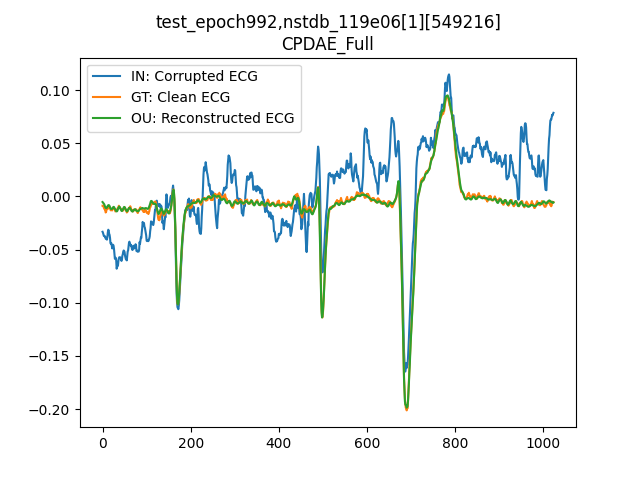 test_epoch992,nstdb_119e06[1][549216]
CPDAE_Full
IN: Corrupted ECG
GT: Clean ECG
OU: Reconstructed ECG
0.10
0.05
0.00
−0.05
−0.10
−0.15
−0.20
0 200 400 600 800 1000